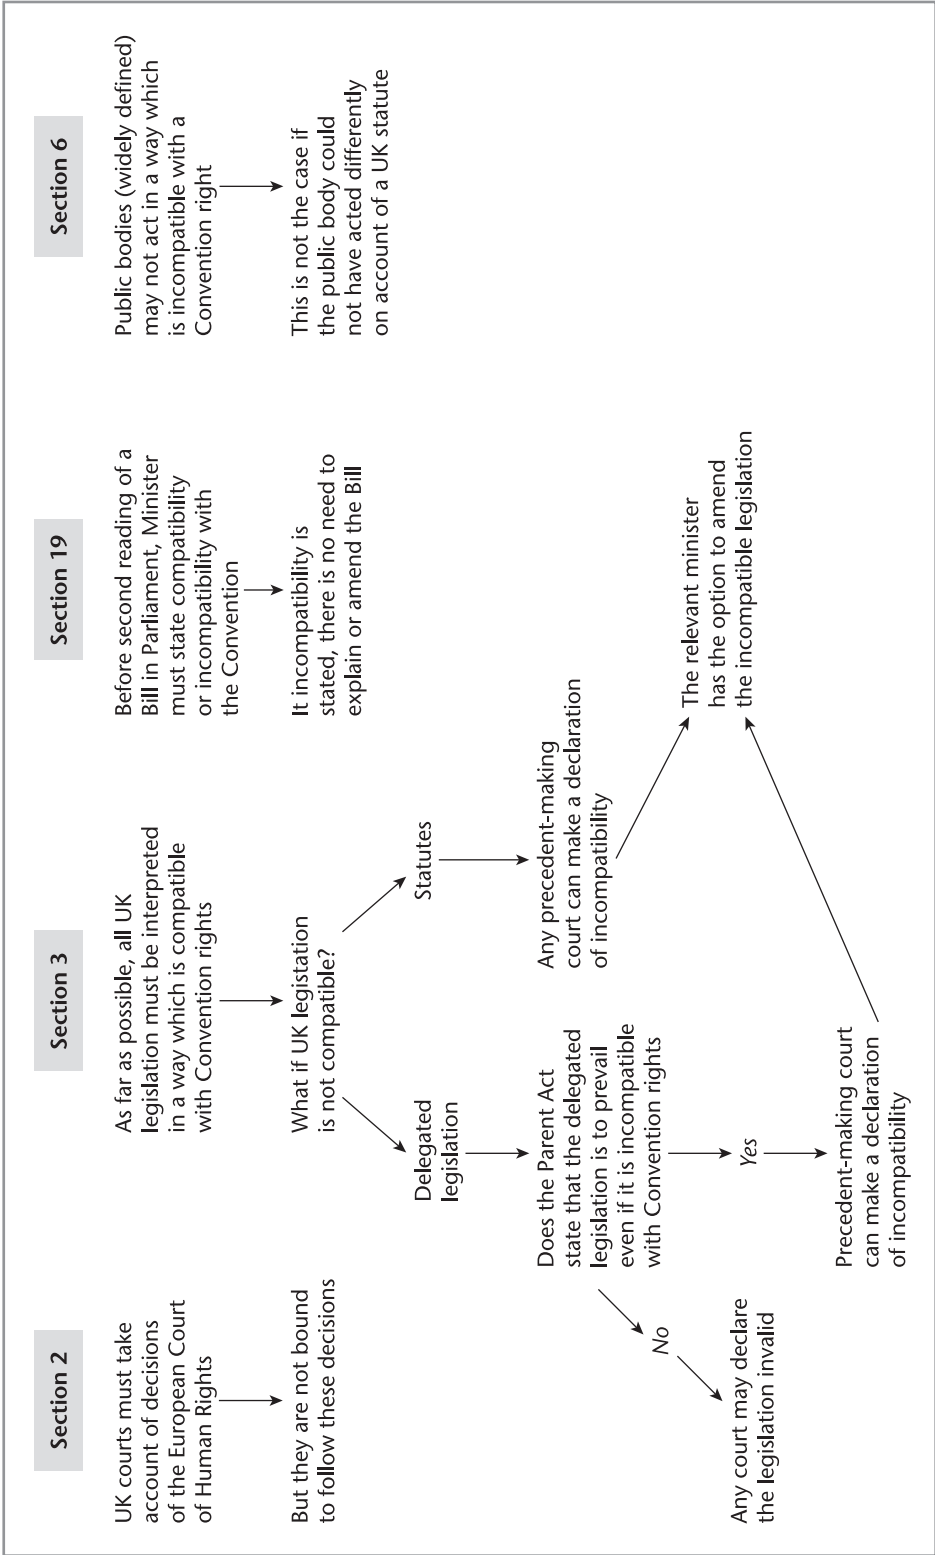 Section 2
UK courts must take
account of decisions
of the European Court
of Human Rights
But they are not bound
to follow these decisions
Section 3
As far as possible, all UK
legislation must be interpreted
in a way which is compatible
with Convention rights
What if UK legistation
is not compatible?
Delegated
legislation
Statutes
Does the Parent Act
state that the delegated
legislation is to prevail
even if it is incompatible
with Convention rights
No
Any court may declare
the legislation invalid
Yes
Precedent-making court
can make a declaration
of incompatibility
Any precedent-making
court can make a declaration
of incompatibility
The relevant minister
has the option to amend
the incompatible legislation
Section 19
Before second reading of a
Bill in Parliament, Minister
must state compatibility
or incompatibility with
the Convention
It incompatibility is
stated, there is no need to
explain or amend the Bill
Section 6
Public bodies (widely defined)
may not act in a way which
is incompatible with a
Convention right
This is not the case if
the public body could
not have acted differently
on account of a UK statute